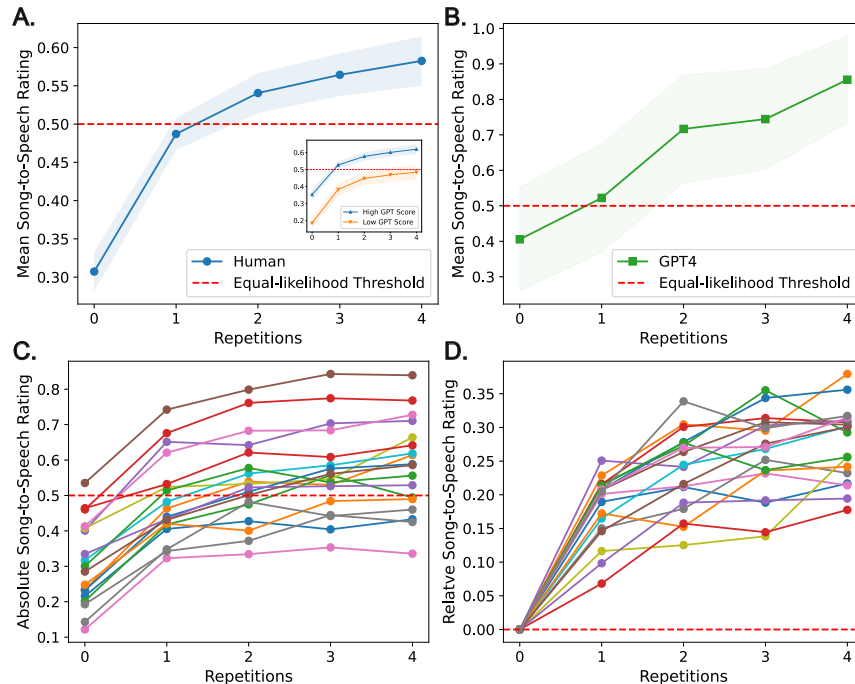 A.
Mean Song-to-Speech Rating
0.60
0.55
0.50
0.45
0.40
0.35
0.30
0.6
0.5
0.4
0.2
High GPT Score
Low GPT Score
0 1 2 3 4
Human
Equal-likelihood Threshold
0 1 2 3 4
Repetitions
B.
Mean Song-to-Speech Rating
1.0
0.9
0.8
0.7
0.6
0.5
0.4
0.3
GPT4
Equal-likelihood Threshold
0 1 2 3 4
Repetitions
C.
Absolute Song-to-Speech Rating
0.8
0.7
0.6
0.5
0.4
0.3
0.2
0.1
0 1 2 3 4
Repetitions
D.
Relatve Song-to-Speech Rating
0.35
0.30
0.25
0.20
0.15
0.10
0.05
0.00
0 1 2 3 4
Repetitions